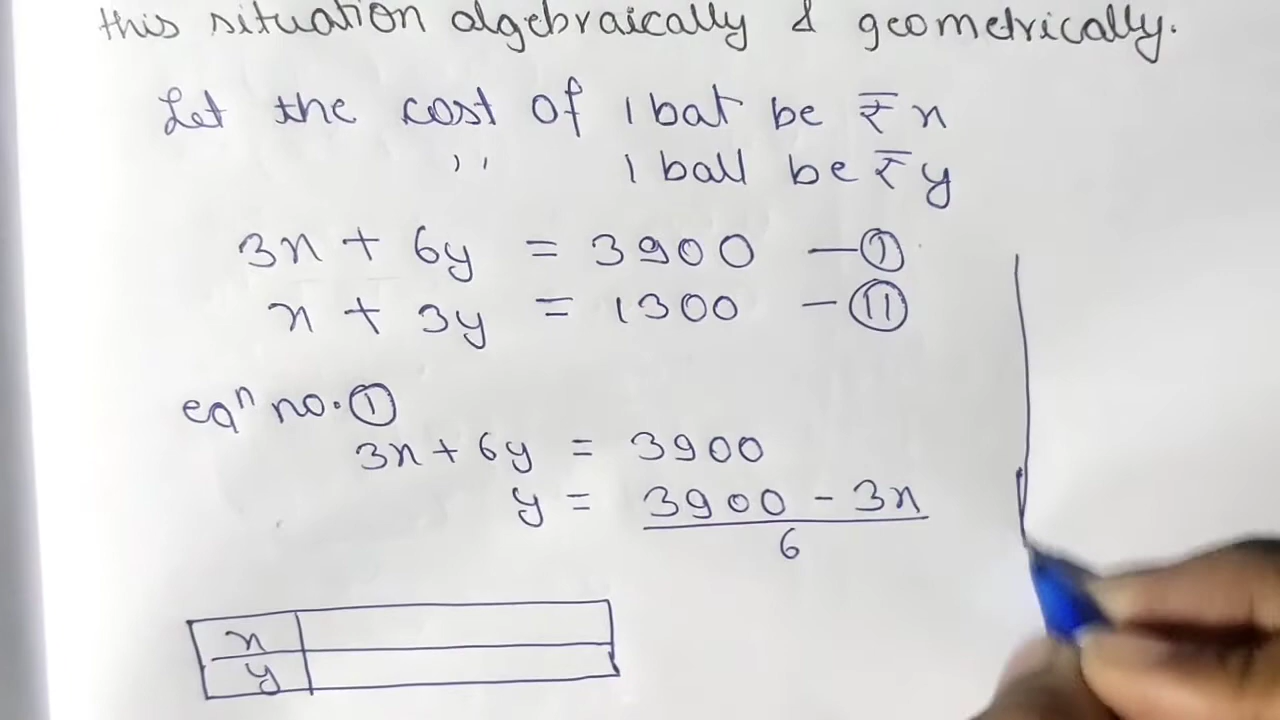 this situation algebraically & geometrically.
Let the cost of 1 bat be ₹ x
,, 1 ball be ₹ y
3x + 6y = 3900 —Ⓘ
x + 3y = 1300 —Ⅱ
eqⁿ no. Ⓘ
3x + 6y = 3900
y = 3900 - 3x
6
x
y